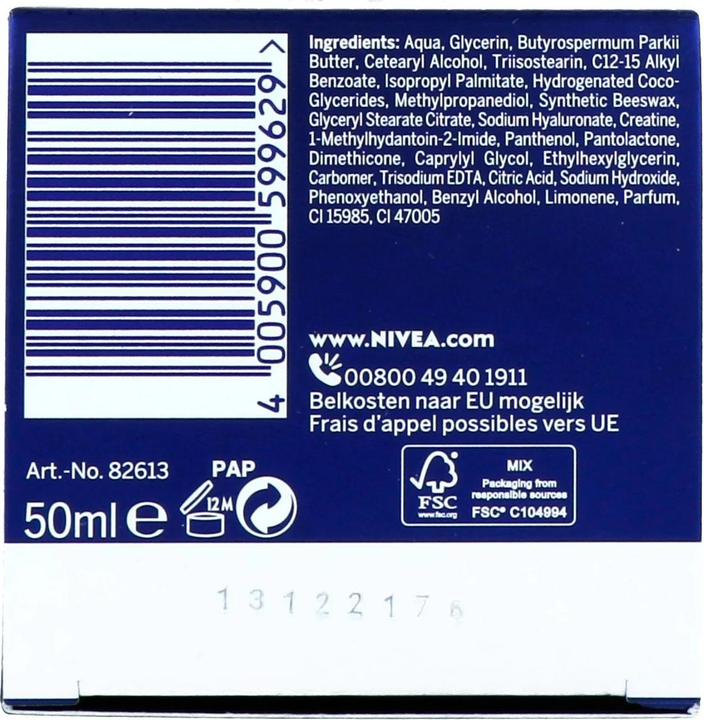 Ingredients: Aqua, Glycerin, Butyrospermum Parkii
Butter, Cetearyl Alcohol, Triisostearin, C12-15 Alkyl
Benzoate, Isopropyl Palmitate, Hydrogenated Coco-
Glycerides, Methylpropanediol, Synthetic Beeswax,
Glyceryl Stearate Citrate, Sodium Hyaluronate, Creatine,
1-Methylhydantoin-2-Imide, Panthenol, Pantolactone,
Dimethicone, Caprylyl Glycol, Ethylhexylglycerin,
Carbomer, Trisodium EDTA, Citric Acid, Sodium Hydroxide,
Phenoxyethanol, Benzyl Alcohol, Limonene, Parfum,
CI 15985, CI 47005
4 005900 599629 >
www.NIVEA.com
00800 49 40 1911
Belkosten naar EU mogelijk
Frais d'appel possibles vers UE
Art.-No. 82613
PAP
50ml e
12M
FSC
www.fsc.org
MIX
Packaging from
responsible sources
FSC® C104994
13122176